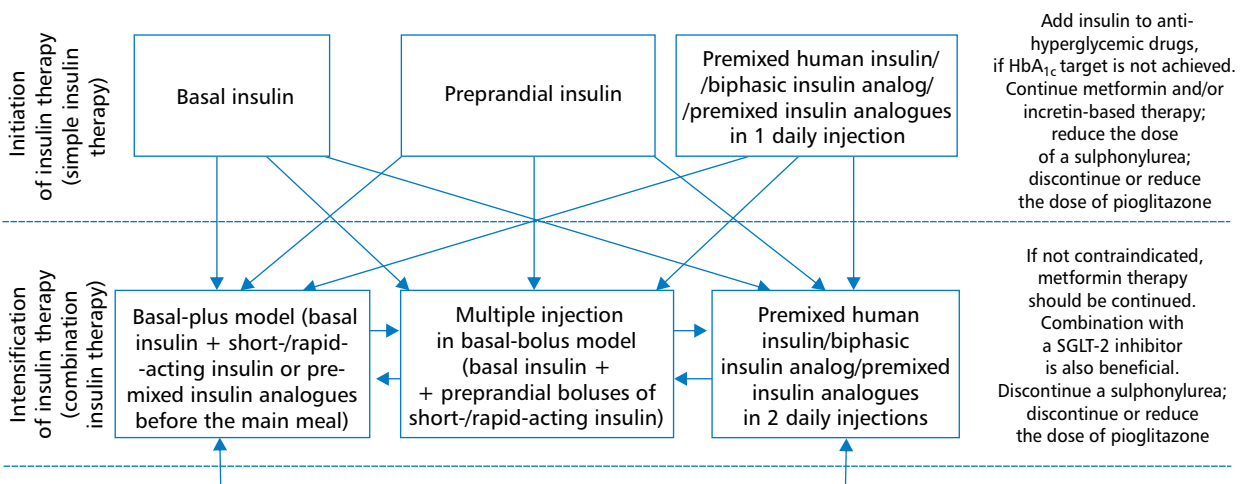 Initiation
of insulin therapy
(simple insulin
therapy)
Basal insulin
Preprandial insulin
Premixed human insulin/
/biphasic insulin analog/
/premixed insulin analogues
in 1 daily injection
Add insulin to anti-
hyperglycemic drugs,
if HbA1c target is not achieved.
Continue metformin and/or
incretin-based therapy;
reduce the dose
of a sulphonylurea;
discontinue or reduce
the dose of pioglitazone
Intensification
of insulin therapy
(combination
insulin therapy)
Basal-plus model (basal
insulin + short-/rapid-
-acting insulin or pre-
mixed insulin analogues
before the main meal)
Multiple injection
in basal-bolus model
(basal insulin +
+ preprandial boluses of
short-/rapid-acting insulin)
Premixed human
insulin/biphasic
insulin analog/premixed
insulin analogues
in 2 daily injections
If not contraindicated,
metformin therapy
should be continued.
Combination with
a SGLT-2 inhibitor
is also beneficial.
Discontinue a sulphonylurea;
discontinue or reduce
the dose of pioglitazone